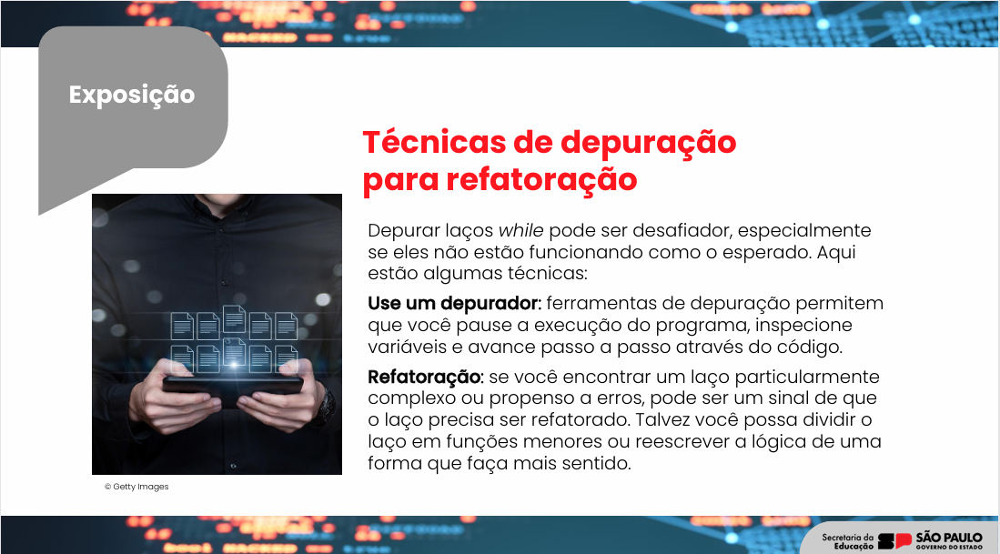 Exposição
Técnicas de depuração
para refatoração
Depurar laços while pode ser desafiador, especialmente
se eles não estão funcionando como o esperado. Aqui
estão algumas técnicas:
Use um depurador: ferramentas de depuração permitem
que você pause a execução do programa, inspecione
variáveis e avance passo a passo através do código.
Refatoração: se você encontrar um laço particularmente
complexo ou propenso a erros, pode ser um sinal de que
o laço precisa ser refatorado. Talvez você possa dividir o
laço em funções menores ou reescrever a lógica de uma
forma que faça mais sentido.
© Getty Images
Secretaria da
Educação
SÃO PAULO
GOVERNO DO ESTADO